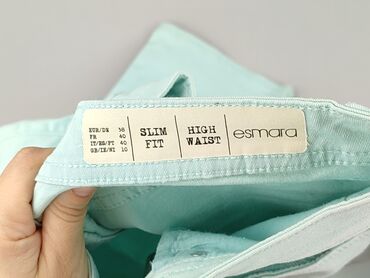 EUR/DE 38
FR 40
IT/ES/PT 40
GB/IE/NI 10
SLIM
FIT
HIGH
WAIST
esmara